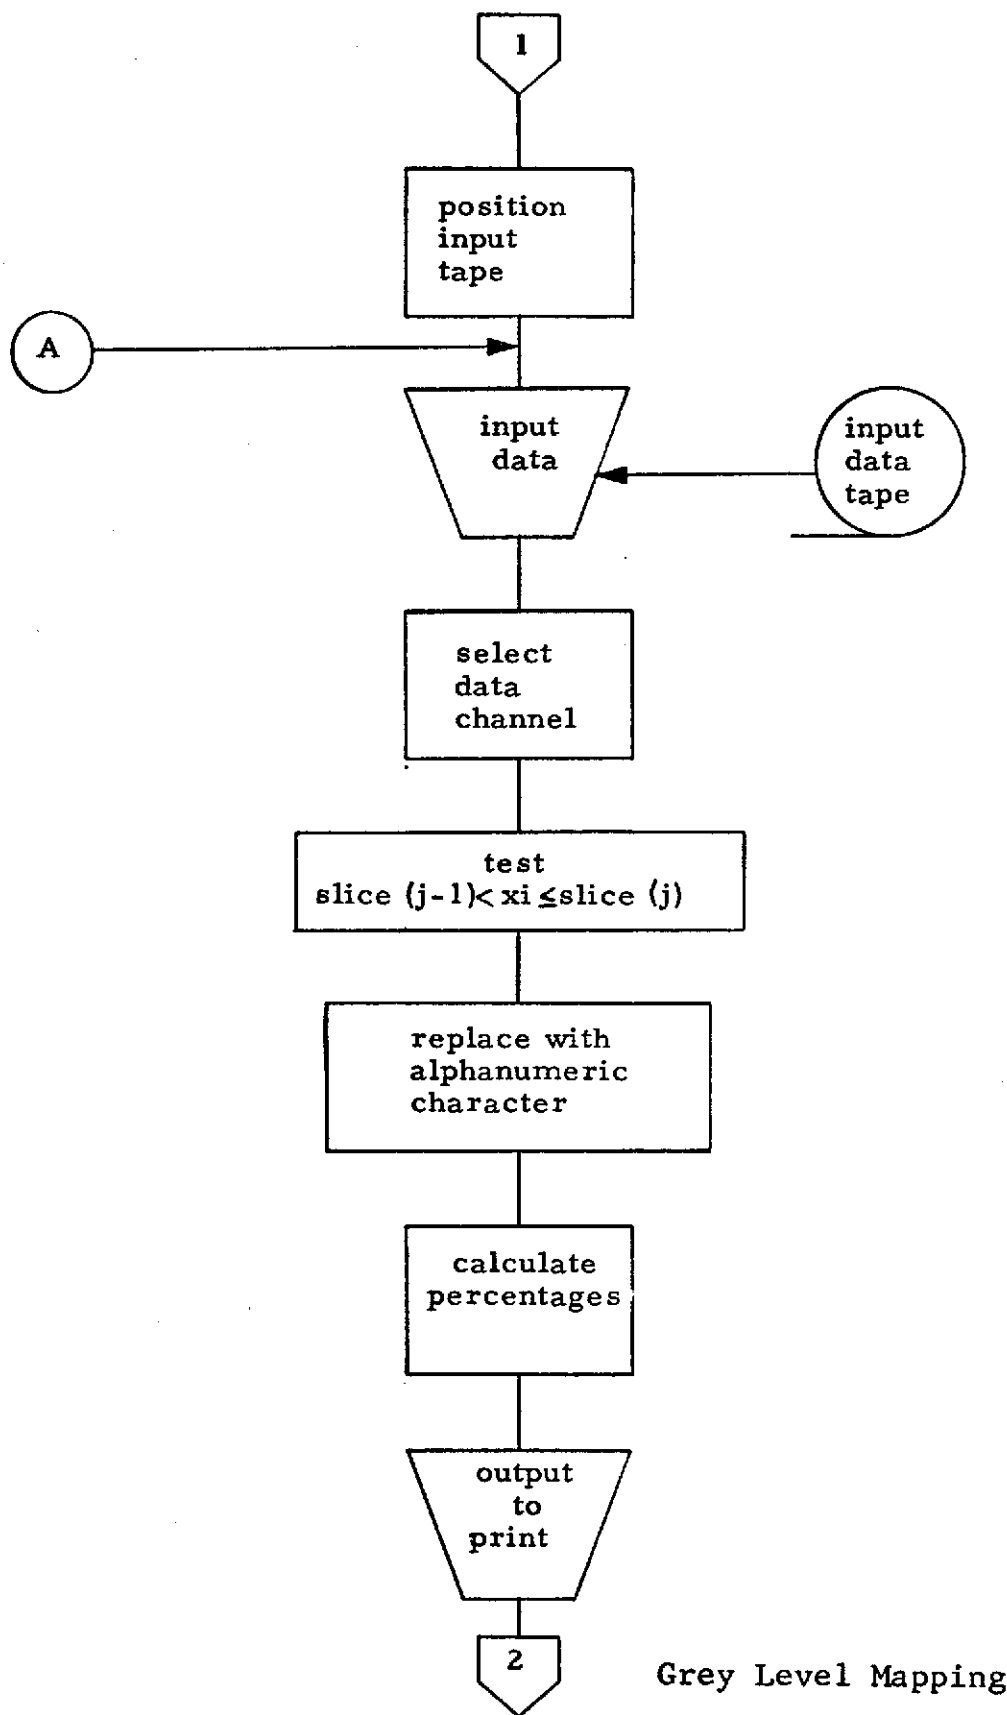 1
position
input
tape
A
input
data
input
data
tape
select
data
channel
test
slice (j-1)< xi ≤slice (j)
replace with
alphanumeric
character
calculate
percentages
output
to
print
2
Grey Level Mapping